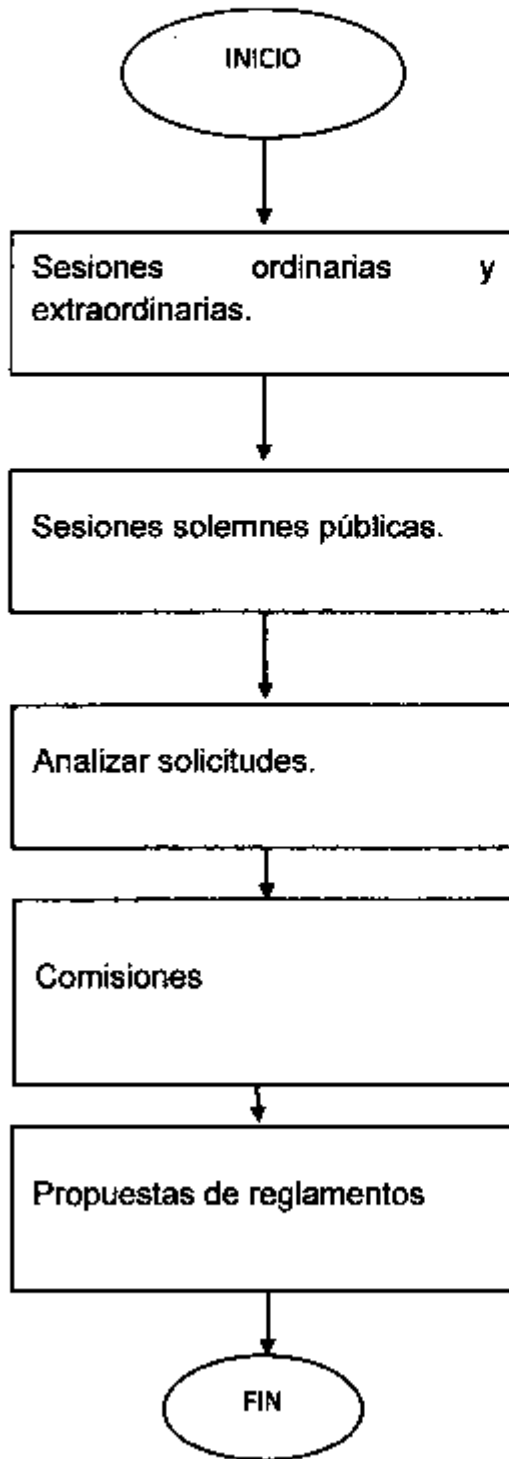 INICIO
Sesiones ordinarias y
extraordinarias.
Sesiones solemnes públicas.
Analizar solicitudes.
Comisiones
Propuestas de reglamentos
FIN